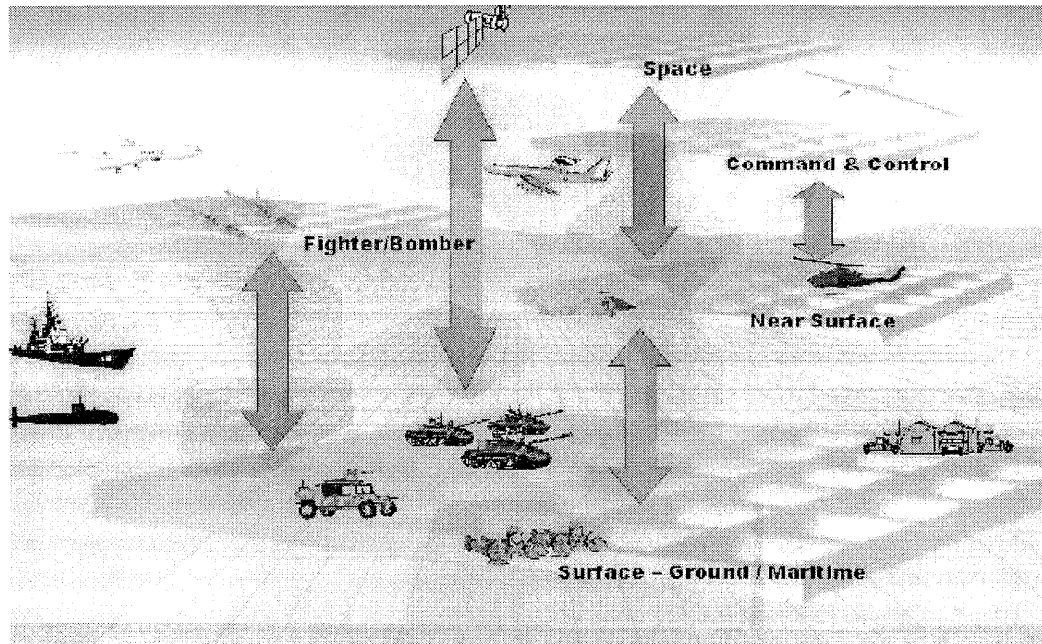 Space
Command & Control
Fighter/Bomber
Near Surface
Surface – Ground / Maritime